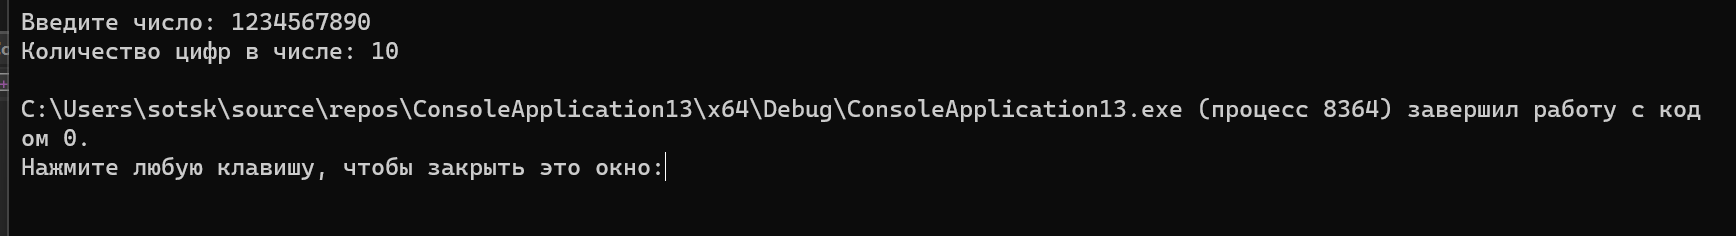 Введите число: 1234567890
Количество цифр в числе: 10
C:\Users\sotsk\source\repos\ConsoleApplication13\x64\Debug\ConsoleApplication13.exe (процесс 8364) завершил работу с код
ом 0.
Нажмите любую клавишу, чтобы закрыть это окно: